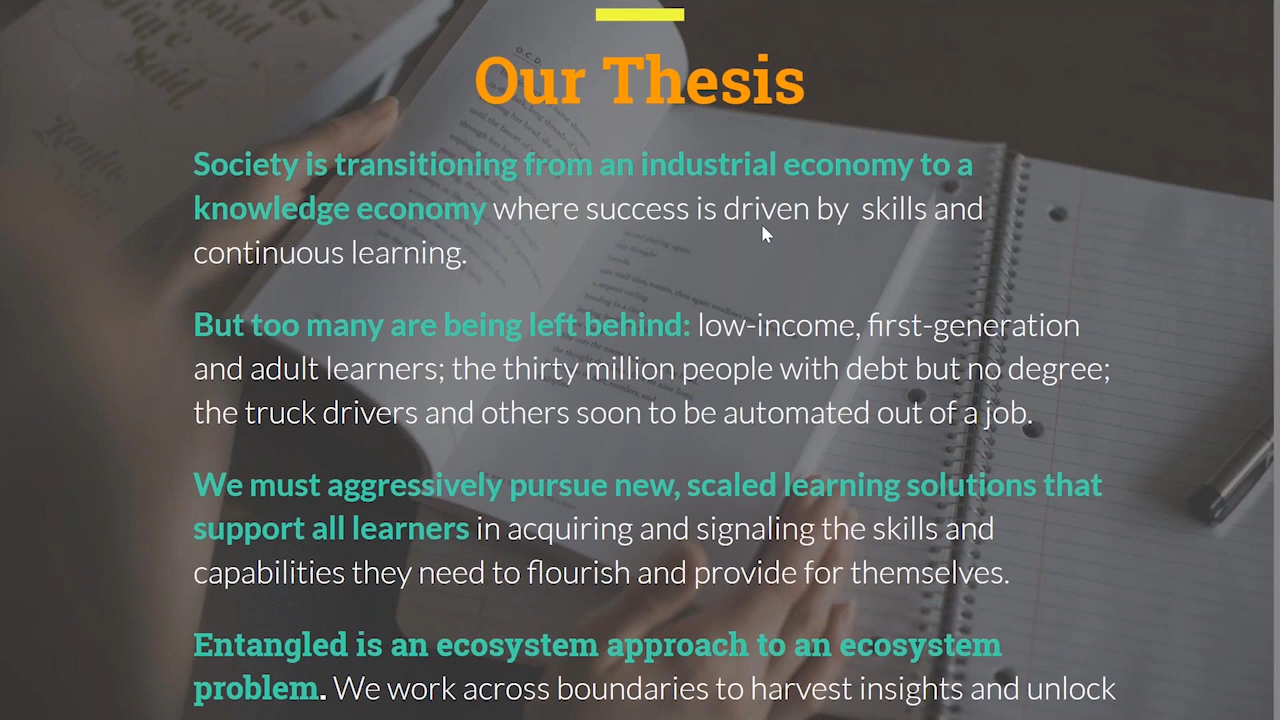 Our Thesis
Society is transitioning from an industrial economy to a
knowledge economy where success is driven by skills and
continuous learning.
But too many are being left behind: low-income, first-generation
and adult learners; the thirty million people with debt but no degree;
the truck drivers and others soon to be automated out of a job.
We must aggressively pursue new, scaled learning solutions that
support all learners in acquiring and signaling the skills and
capabilities they need to flourish and provide for themselves.
Entangled is an ecosystem approach to an ecosystem
problem. We work across boundaries to harvest insights and unlock